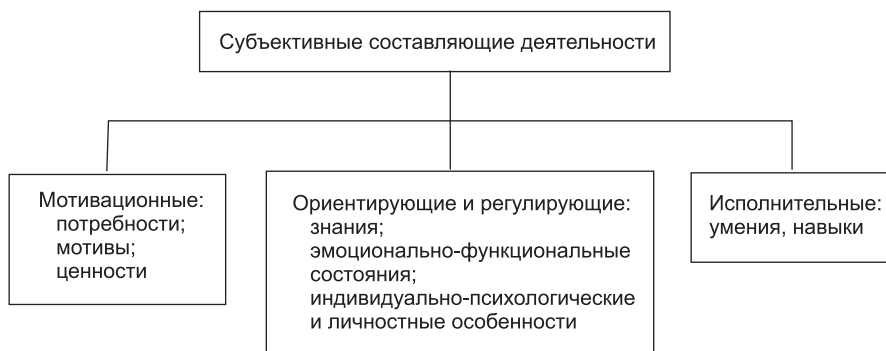 Субъективные составляющие деятельности
Мотивационные:
потребности;
мотивы;
ценности
Ориентирующие и регулирующие:
знания;
эмоционально-функциональные
состояния;
индивидуально-психологические
и личностные особенности
Исполнительные:
умения, навыки